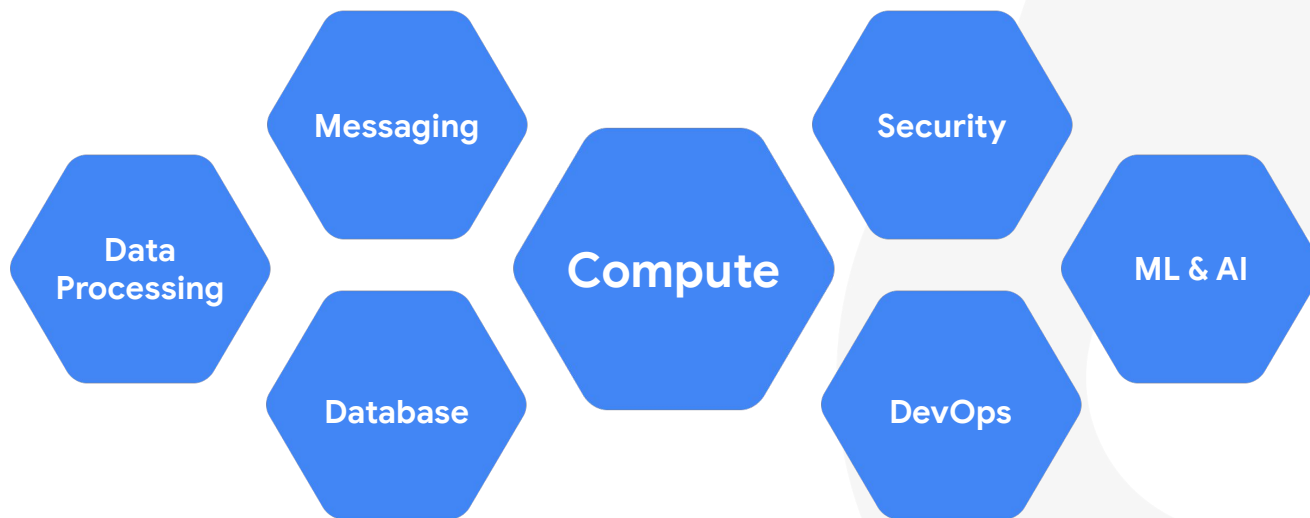 Messaging
Security
Data
Processing
Compute
ML & AI
Database
DevOps